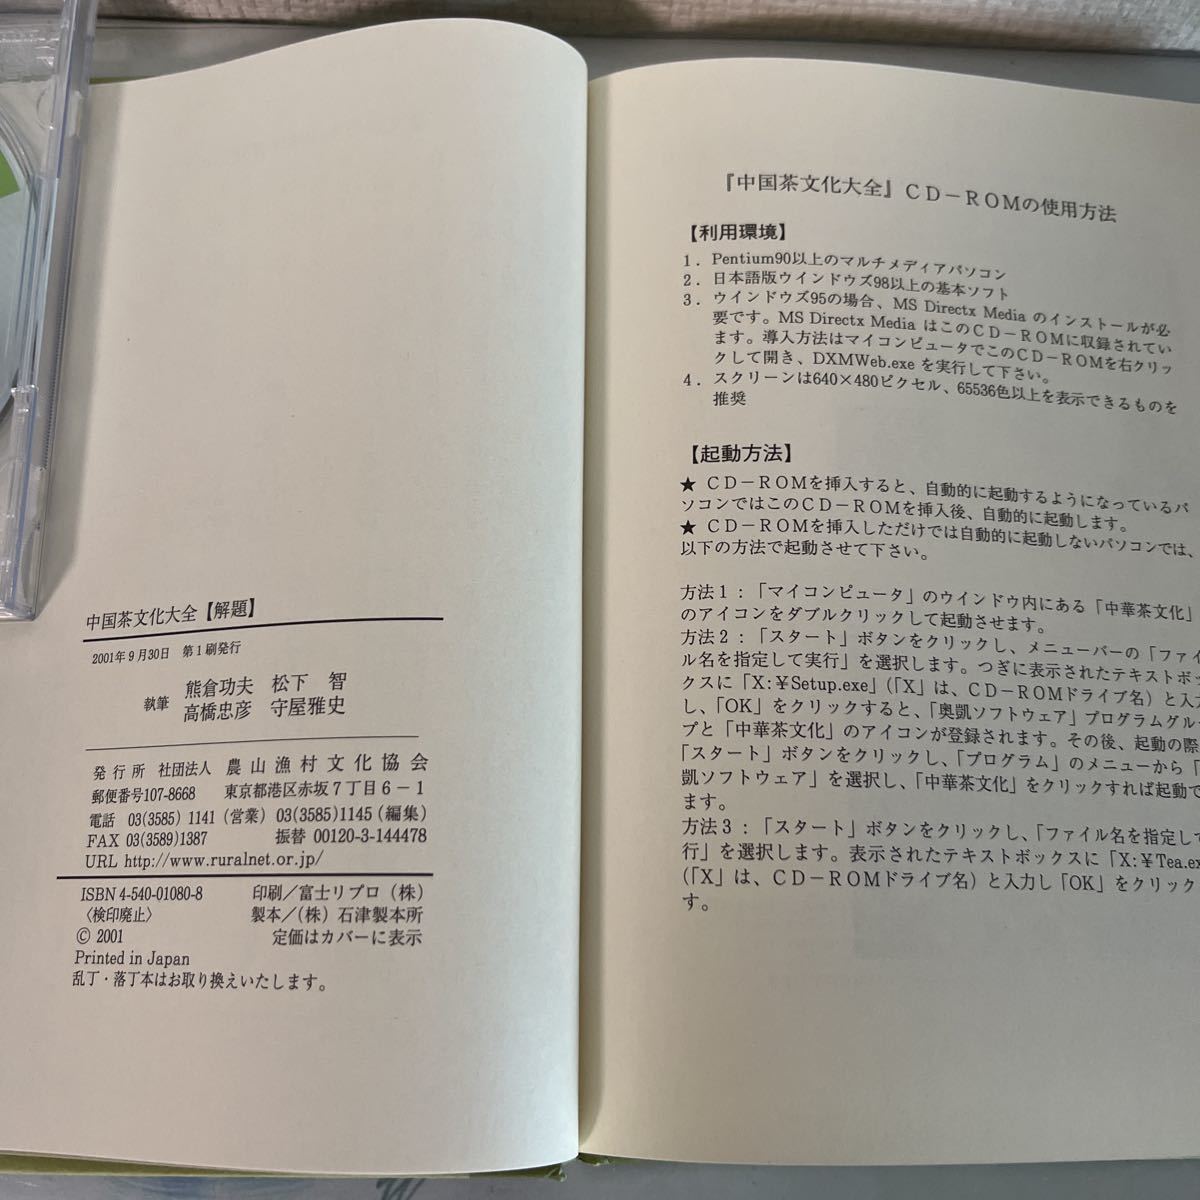 中国茶文化大全【解題】
2001年9月30日　第1刷発行
執筆　熊倉功夫　松下　智
高橋忠彦　守屋雅史
発行所　社団法人　農山漁村文化協会
郵便番号107-8668　東京都港区赤坂7丁目6－1
電話　03(3585) 1141 (営業)　03(3585)1145 (編集)
FAX 03(3589)1387　振替 00120-3-144478
URL http://www.ruralnet.or.jp/
ISBN 4-540-01080-8　印刷／富士リプロ（株）
〈検印廃止〉　製本／(株) 石津製本所
© 2001　定価はカバーに表示
Printed in Japan
乱丁・落丁本はお取り換えいたします。
『中国茶文化大全』ＣＤ－ＲＯＭの使用方法
【利用環境】
1．Pentium90以上のマルチメディアパソコン
2．日本語版ウインドウズ98以上の基本ソフト
3．ウインドウズ95の場合、MS Directx Media のインストールが必
要です。MS Directx Media はこのＣＤ－ＲＯＭに収録されてい
ます。導入方法はマイコンピュータでこのＣＤ－ＲＯＭを右クリッ
クして開き、DXMWeb.exe を実行して下さい。
4．スクリーンは640×480ピクセル、65536色以上を表示できるものを
推奨
【起動方法】
★ ＣＤ－ＲＯＭを挿入すると、自動的に起動するようになっているパ
ソコンではこのＣＤ－ＲＯＭを挿入後、自動的に起動します。
★ ＣＤ－ＲＯＭを挿入しただけでは自動的に起動しないパソコンでは、
以下の方法で起動させて下さい。
方法1：「マイコンピュータ」のウインドウ内にある「中華茶文化」
のアイコンをダブルクリックして起動させます。
方法2：「スタート」ボタンをクリックし、メニューバーの「ファイ
ル名を指定して実行」を選択します。つぎに表示されたテキストボッ
クスに「X:￥Setup.exe」(「X」は、ＣＤ－ＲＯＭドライブ名）と入力
し、「OK」をクリックすると、「奥凱ソフトウェア」プログラムグルー
プと「中華茶文化」のアイコンが登録されます。その後、起動の際
「スタート」ボタンをクリックし、「プログラム」のメニューから「
凱ソフトウェア」を選択し、「中華茶文化」をクリックすれば起動で
ます。
方法3：「スタート」ボタンをクリックし、「ファイル名を指定して
行」を選択します。表示されたテキストボックスに「X:￥Tea.ex
(「X」は、ＣＤ－ＲＯＭドライブ名）と入力し「OK」をクリック
す。